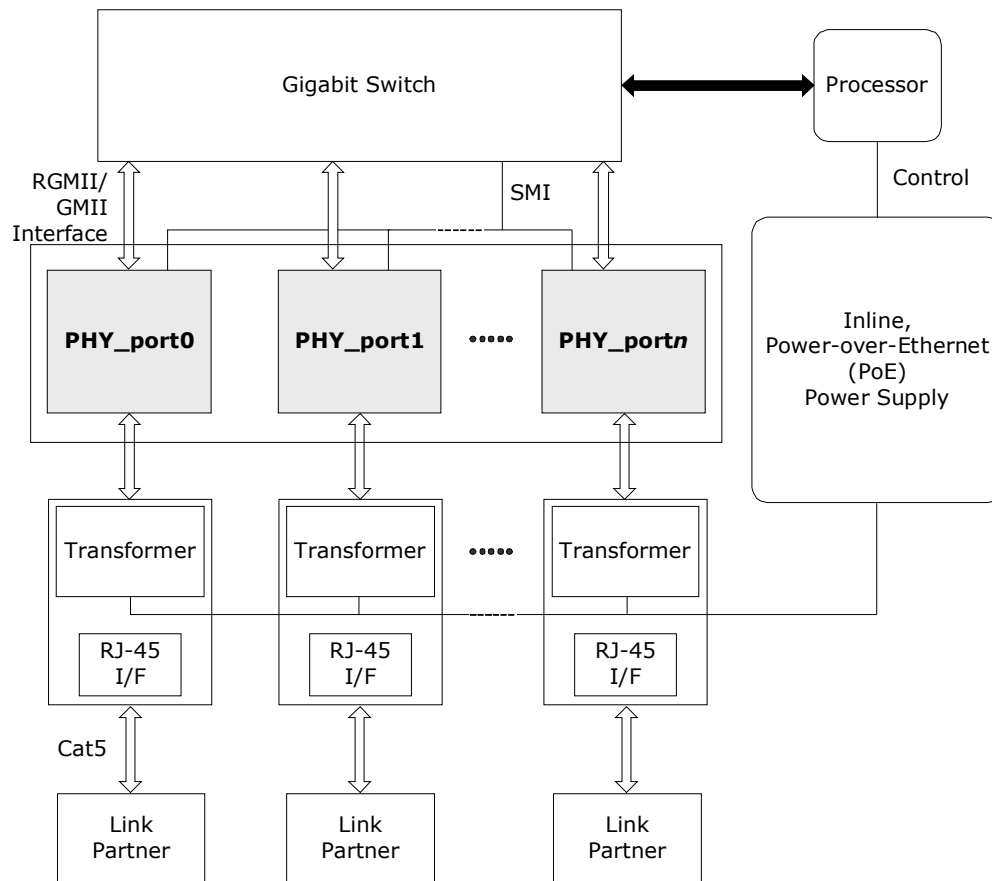 Gigabit Switch
Processor
RGMII/
GMII
Interface
SMI
Control
PHY_port0
PHY_port1
PHY_portn
Inline,
Power-over-Ethernet
(PoE)
Power Supply
Transformer
Transformer
Transformer
RJ-45
I/F
RJ-45
I/F
RJ-45
I/F
Cat5
Link
Partner
Link
Partner
Link
Partner